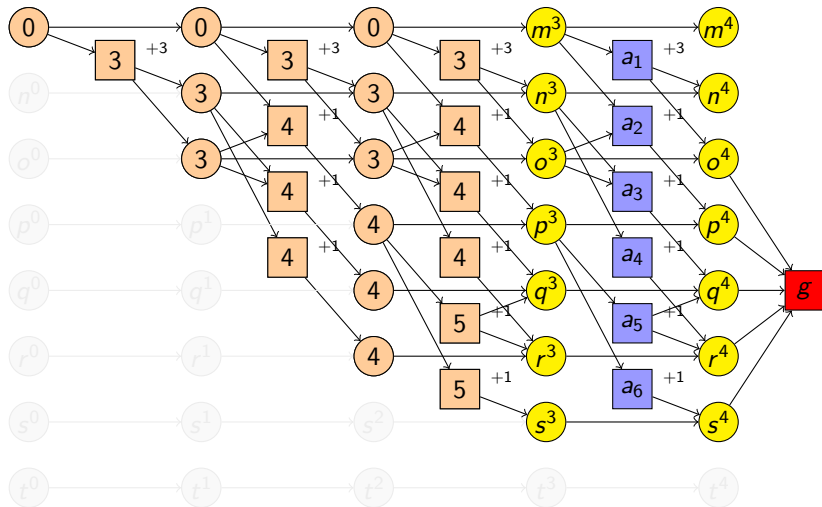 0 0 0 m³ m⁴
3 +3 3 +3 3 +3 a₁ +3
n⁰ 3 3 n³ n⁴
4 +1 4 +1 a₂ +1
o⁰ 3 3 o³ o⁴
4 +1 4 +1 a₃ +1
p⁰ p¹ 4 p³ p⁴
4 +1 4 +1 a₄ +1
q⁰ q¹ 4 q³ q⁴ g
5 +1 a₅ +1
r⁰ r¹ 4 r³ r⁴
5 +1 a₆ +1
s⁰ s¹ s² s³ s⁴
t⁰ t¹ t² t³ t⁴